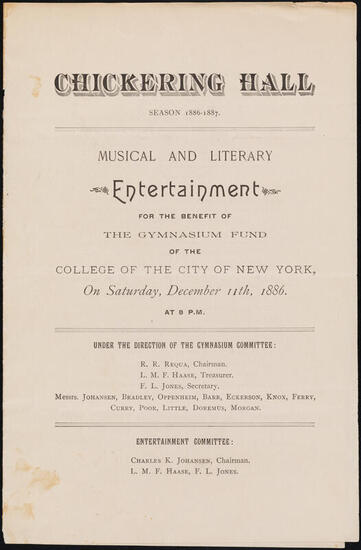 CHICKERING HALL
SEASON 1886-1887.
MUSICAL AND LITERARY
Entertainment
FOR THE BENEFIT OF
THE GYMNASIUM FUND
OF THE
COLLEGE OF THE CITY OF NEW YORK,
On Saturday, December 11th, 1886.
AT 8 P.M.
UNDER THE DIRECTION OF THE GYMNASIUM COMMITTEE:
R. R. REQUA, Chairman.
L. M. F. HAASE, Treasurer.
F. L. JONES, Secretary.
Messrs. JOHANSEN, BRADLEY, OPPENHEIM, BARR, ECKERSON, KNOX, FERRY,
CURRY, POOR, LITTLE, DOREMUS, MORGAN.
ENTERTAINMENT COMMITTEE:
CHARLES K. JOHANSEN, Chairman.
L. M. F. HAASE, F. L. JONES.